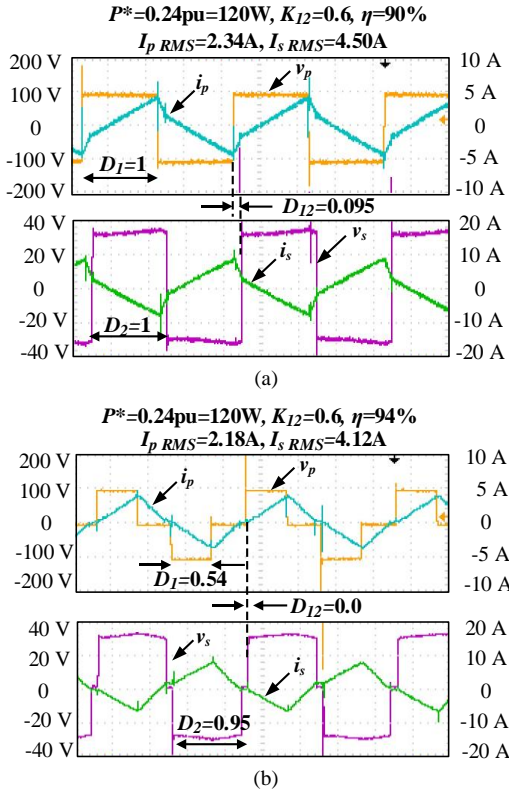 P*=0.24pu=120W, K12=0.6, η=90%
Ip RMS=2.34A, Is RMS=4.50A
200 V
100 V
0
-100 V
-200 V
10 A
5 A
0
-5 A
-10 A
ip
vp
D1=1
D12=0.095
40 V
20 V
0
-20 V
-40 V
20 A
10 A
0
-10 A
-20 A
vs
is
D2=1
(a)
P*=0.24pu=120W, K12=0.6, η=94%
Ip RMS=2.18A, Is RMS=4.12A
200 V
100 V
0
-100 V
-200 V
10 A
5 A
0
-5 A
-10 A
ip
vp
D1=0.54
D12=0.0
40 V
20 V
0
-20 V
-40 V
20 A
10 A
0
-10 A
-20 A
vs
is
D2=0.95
(b)